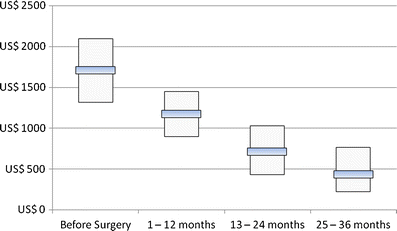 US$ 2500
US$ 2000
US$ 1500
US$ 1000
US$ 500
US$ 0
Before Surgery 1 – 12 months 13 – 24 months 25 – 36 months